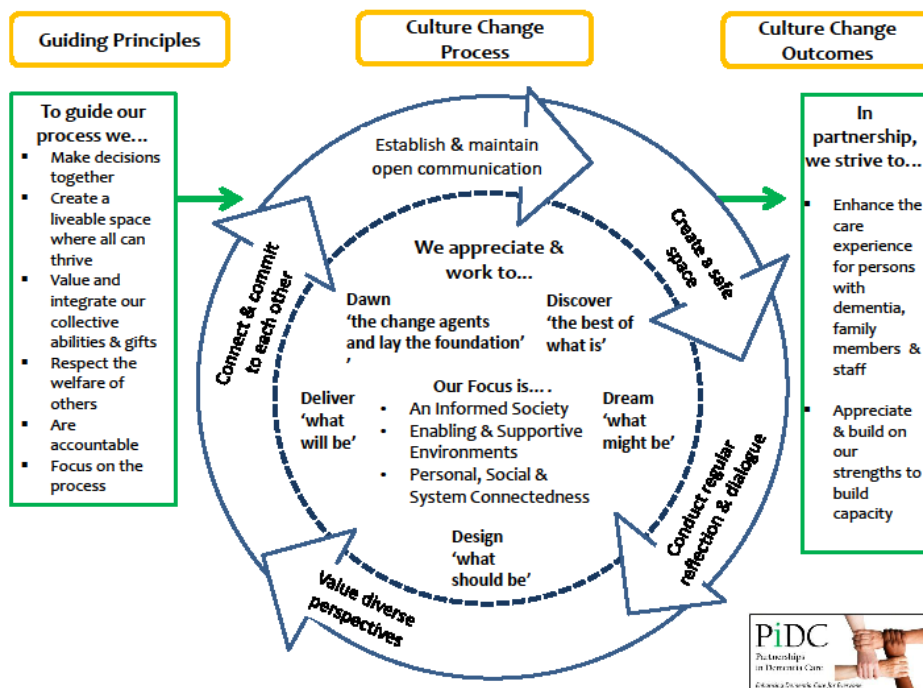 Guiding Principles
Culture Change
Process
Culture Change
Outcomes
To guide our
process we...
▪ Make decisions
together
▪ Create a
liveable space
where all can
thrive
▪ Value and
integrate our
collective
abilities & gifts
▪ Respect the
welfare of
others
▪ Are
accountable
▪ Focus on the
process
Establish & maintain
open communication
Create a safe
space
Conduct regular
reflection & dialogue
Value diverse
perspectives
Connect & commit
to each other
We appreciate &
work to...
Dawn
‘the change agents
and lay the foundation’
’
Discover
‘the best of
what is’
Deliver
‘what
will be’
Our Focus is... .
• An Informed Society
• Enabling & Supportive
Environments
• Personal, Social &
System Connectedness
Dream
‘what
might be’
Design
‘what
should be’
In
partnership,
we strive to...
▪ Enhance the
care
experience
for persons
with
dementia,
family
members &
staff
▪ Appreciate
& build on
our
strengths to
build
capacity
PiDC
Partnerships
in Dementia Care
Enhancing Dementia Care for Everyone